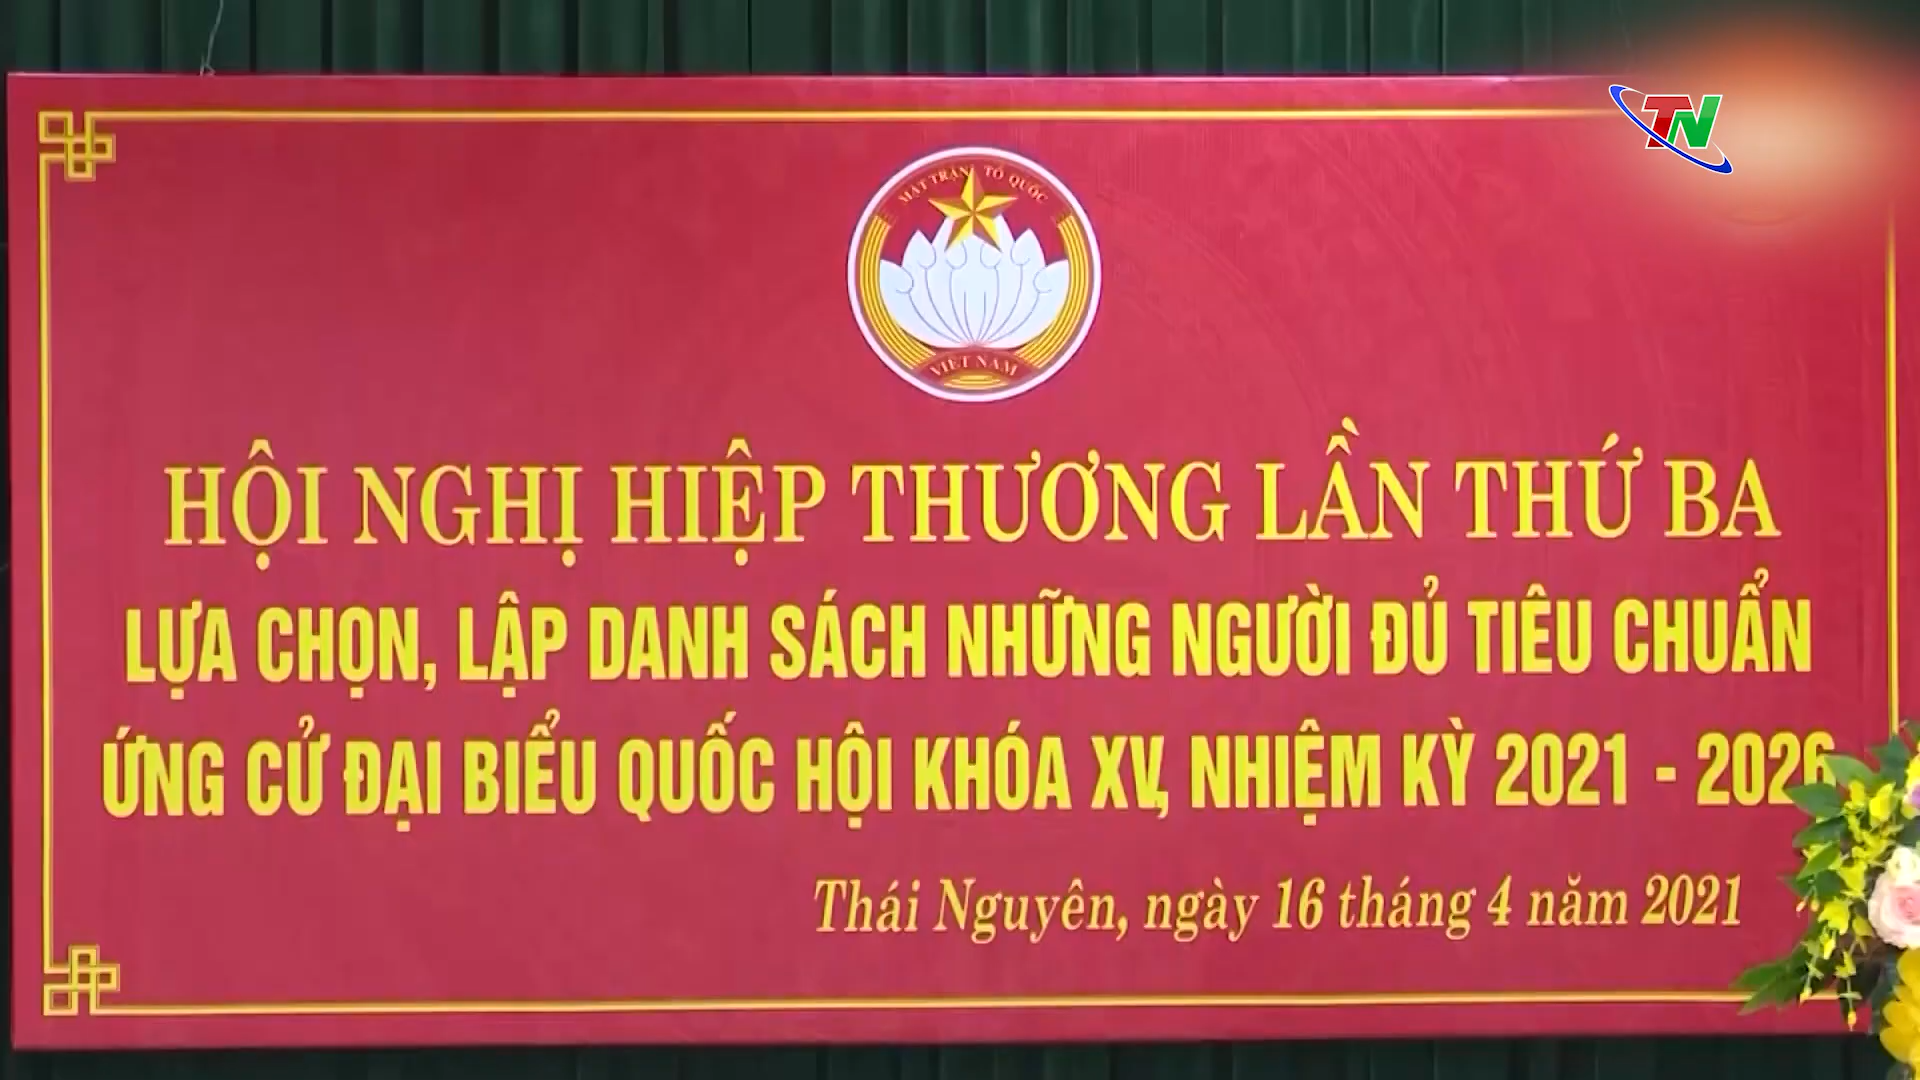 TN
MẶT TRẬN TỔ QUỐC
VIỆT NAM
HỘI NGHỊ HIỆP THƯƠNG LẦN THỨ BA
LỰA CHỌN, LẬP DANH SÁCH NHỮNG NGƯỜI ĐỦ TIÊU CHUẨN
ỨNG CỬ ĐẠI BIỂU QUỐC HỘI KHÓA XV, NHIỆM KỲ 2021 - 2026
Thái Nguyên, ngày 16 tháng 4 năm 2021